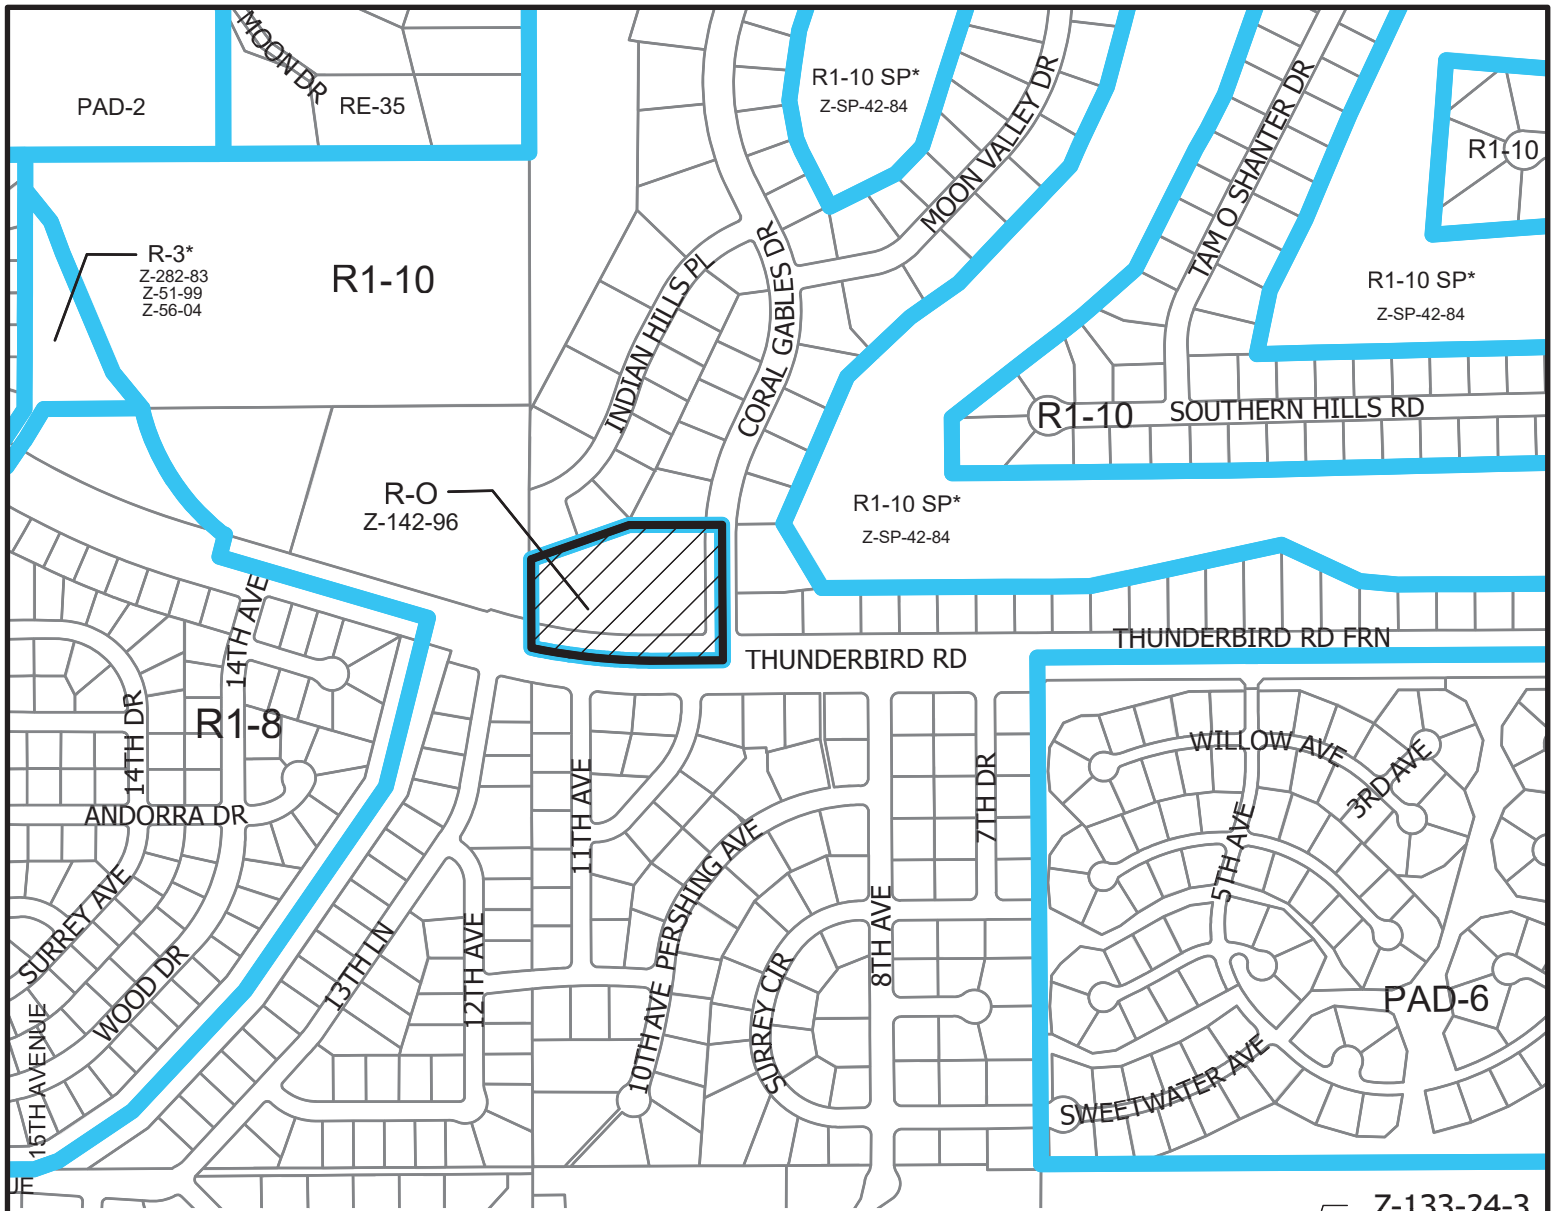 MOON DR
PAD-2
RE-35
R1-10 SP*
Z-SP-42-84
MOON VALLEY DR
TAM O SHANTER DR
R1-10
R-3*
Z-282-83
Z-51-99
Z-56-04
R1-10
INDIAN HILLS PL
CORAL GABLES DR
R1-10 SP*
Z-SP-42-84
R1-10
SOUTHERN HILLS RD
R-O
Z-142-96
R1-10 SP*
Z-SP-42-84
14TH AVE
THUNDERBIRD RD
THUNDERBIRD RD FRN
14TH DR
R1-8
WILLOW AVE
3RD AVE
ANDORRA DR
11TH AVE
7TH DR
5TH AVE
SURREY AVE
WOOD DR
13TH LN
12TH AVE
PERSHING AVE
10TH AVE
SURREY CIR
8TH AVE
PAD-6
SWEETWATER AVE
15TH AVENUE
UE
Z-133-24-3